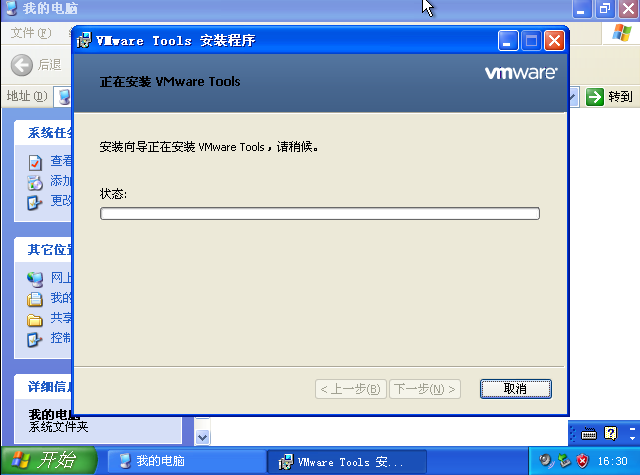 我的电脑
文件(F)
后退
地址(D)
转到
VMware Tools 安装程序
正在安装 VMware Tools
vmware
安装向导正在安装 VMware Tools，请稍候。
状态:
系统任
查看
添加
更改
其它位置
网上
我的
共享
控制
详细信息
我的电脑
系统文件夹
< 上一步(B)
下一步(N) >
取消
开始
我的电脑
VMware Tools 安...
16:30